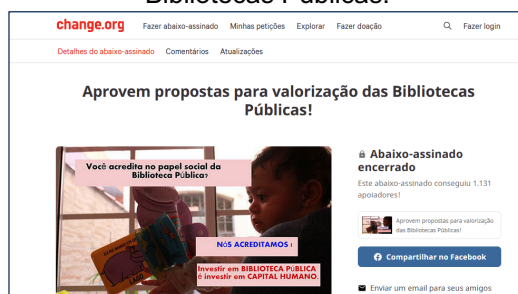 Bibliotecas Públicas!
change.org Fazer abaixo-assinado Minhas petições Explorar Fazer doação Fazer login
Detalhes do abaixo-assinado Comentários Atualizações
Aprovem propostas para valorização das Bibliotecas
Públicas!
Você acredita no papel social da
Biblioteca Pública?
NÓS ACREDITAMOS !
Investir em BIBLIOTECA PÚBLICA
é investir em CAPITAL HUMANO.
Abaixo-assinado
encerrado
Este abaixo-assinado conseguiu 1.131
apoiadores!
Aprovem propostas para valorização
das Bibliotecas Públicas!
Compartilhar no Facebook
Enviar um email para seus amigos